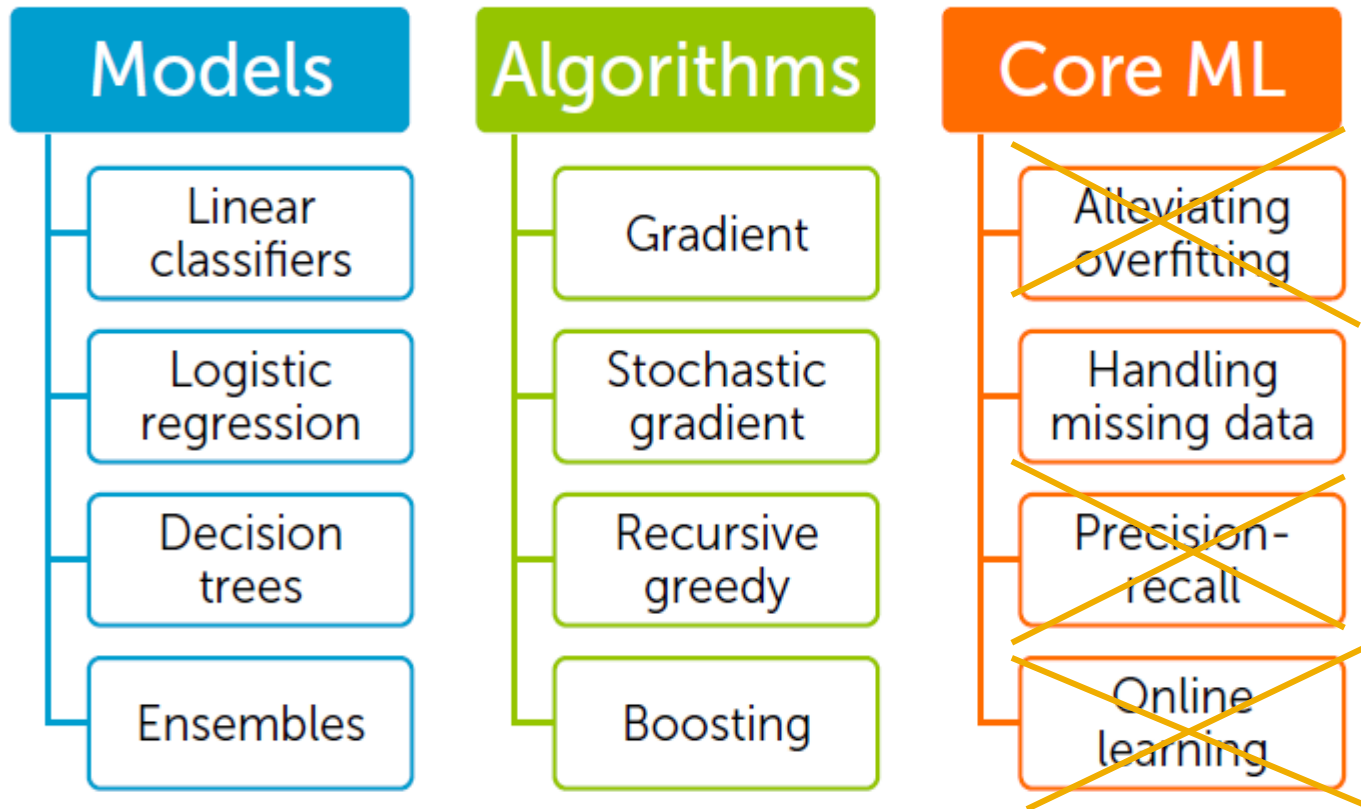 Models
Linear
classifiers
Logistic
regression
Decision
trees
Ensembles
Algorithms
Gradient
Stochastic
gradient
Recursive
greedy
Boosting
Core ML
Alleviating
overfitting
Handling
missing data
Precision-
recall
Online
learning